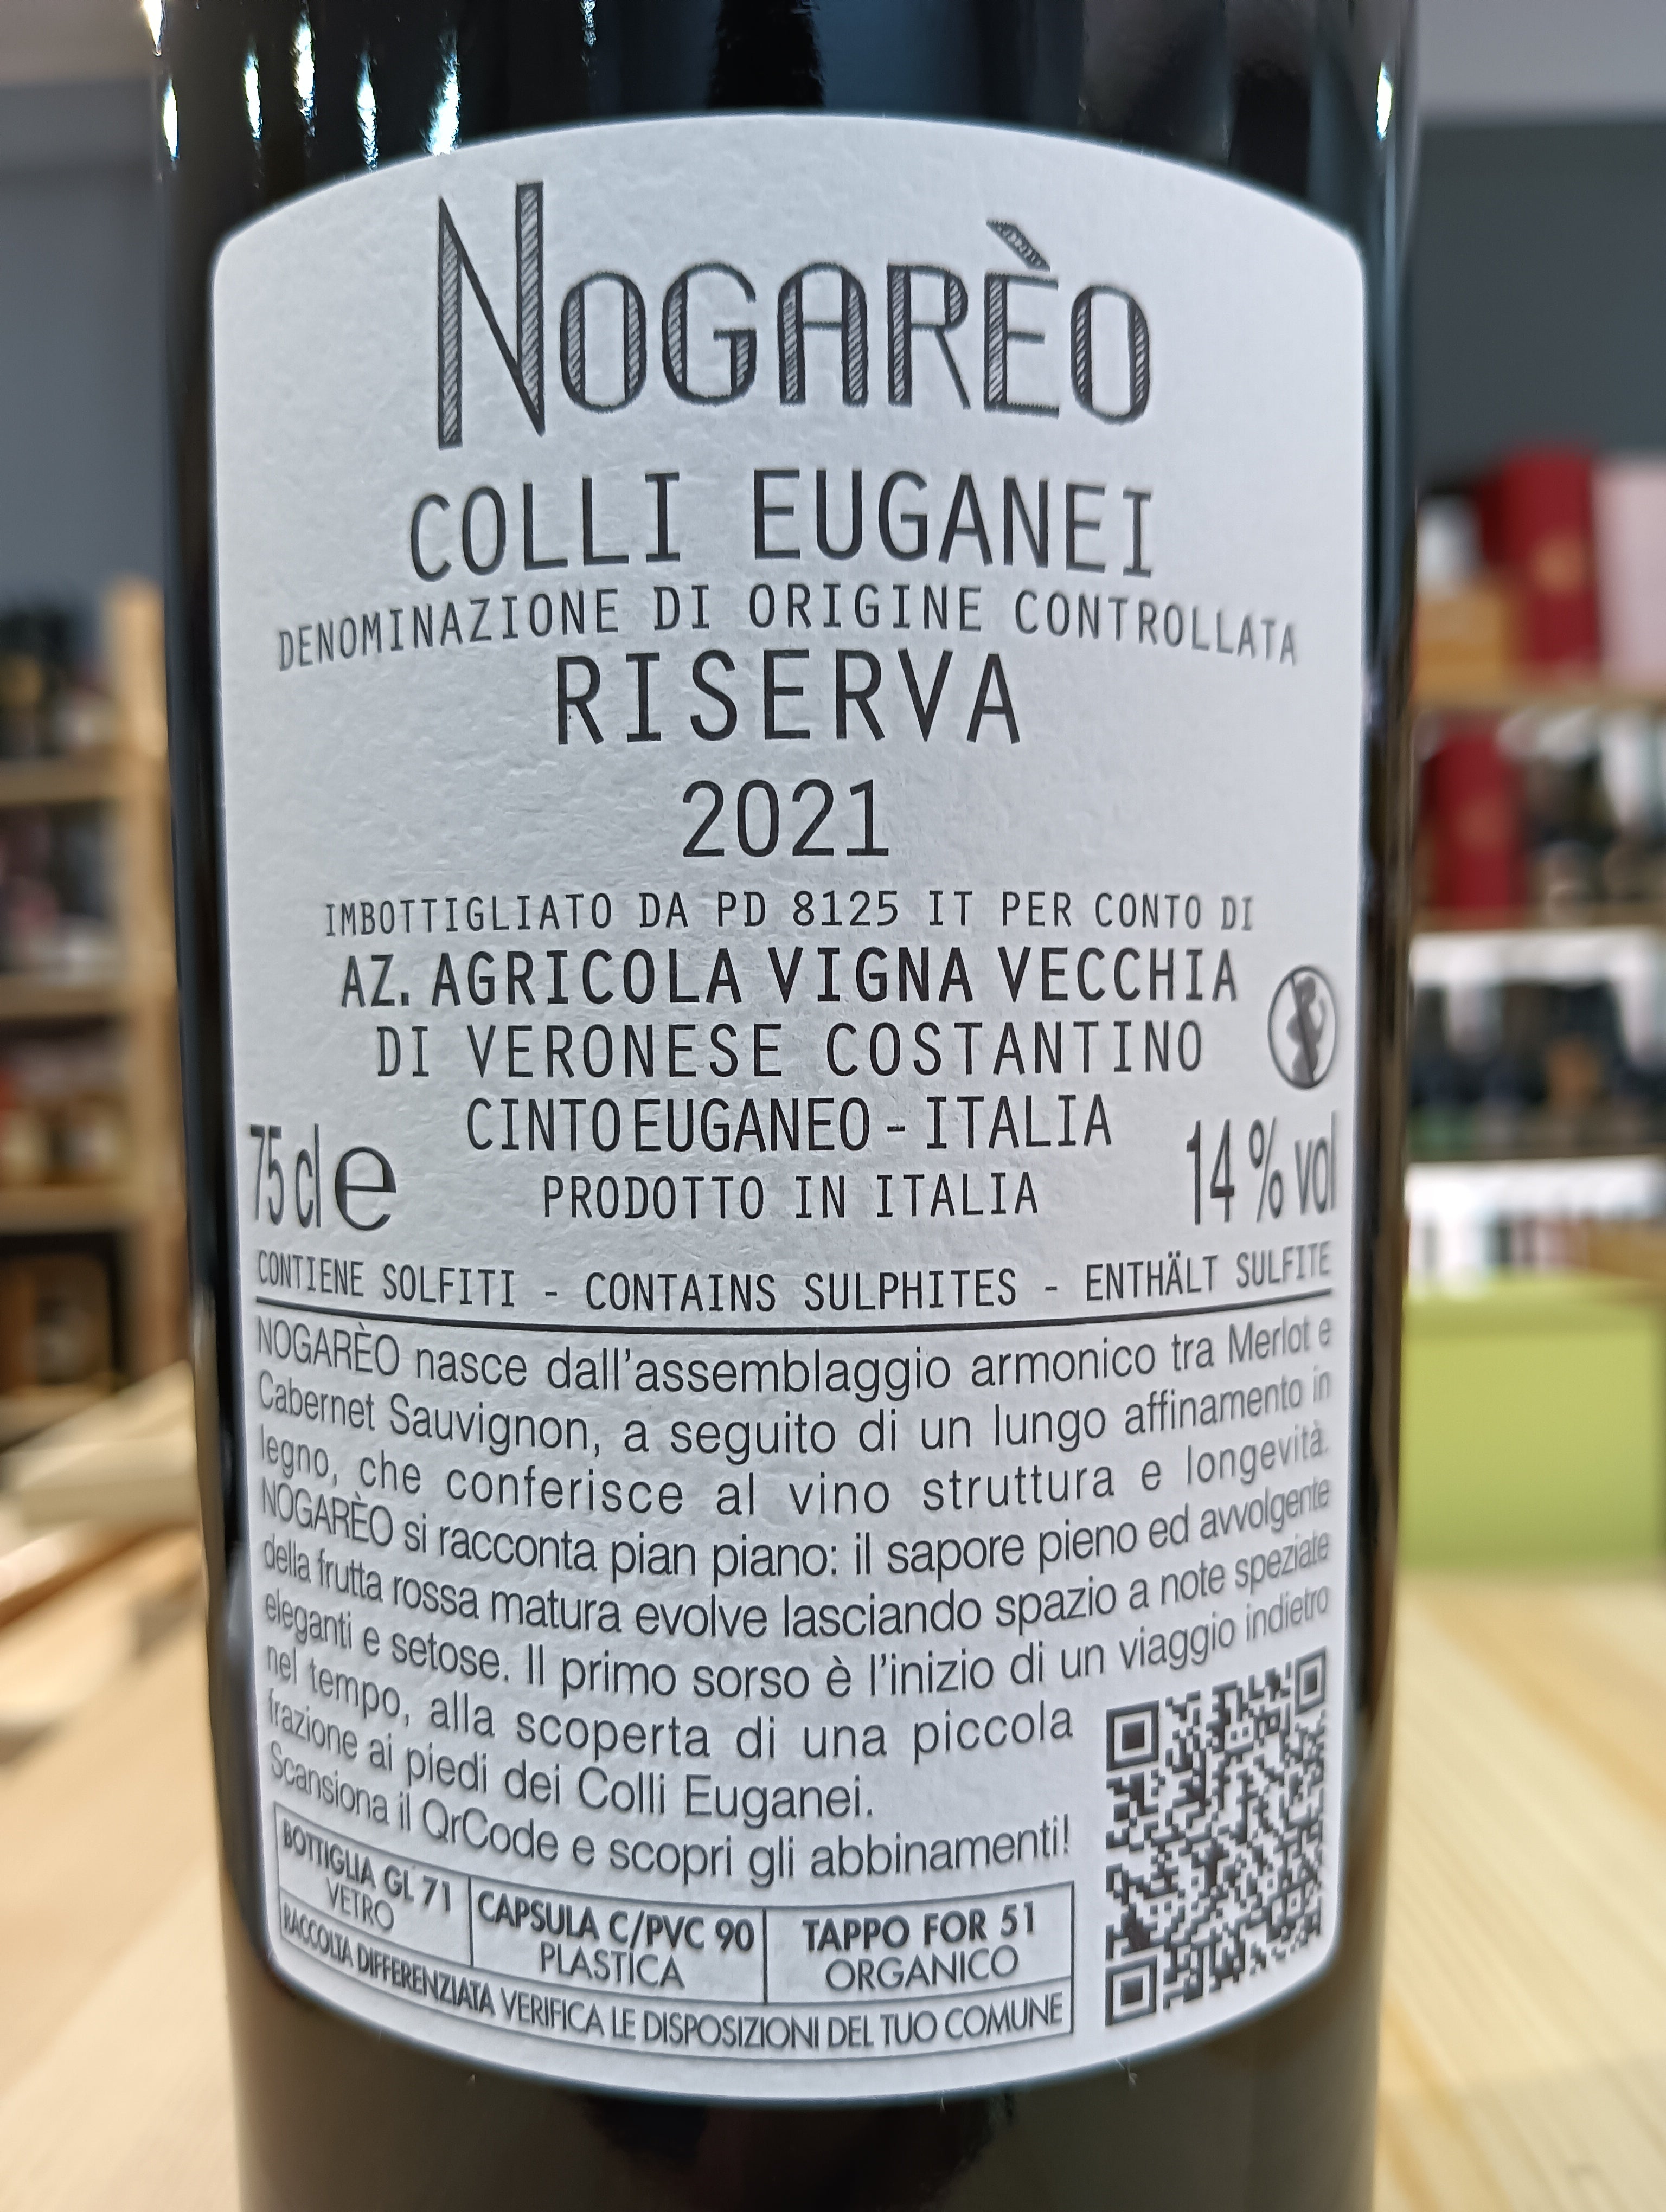 NOGARÈO
COLLI EUGANEI
DENOMINAZIONE DI ORIGINE CONTROLLATA
RISERVA
2021
IMBOTTIGLIATO DA PD 8125 IT PER CONTO DI
AZ. AGRICOLA VIGNA VECCHIA
DI VERONESE COSTANTINO
CINTO EUGANEO - ITALIA
75 cl e
PRODOTTO IN ITALIA
14 % vol
CONTIENE SOLFITI - CONTAINS SULPHITES - ENTHÄLT SULFITE
NOGARÈO nasce dall'assemblaggio armonico tra Merlot e
Cabernet Sauvignon, a seguito di un lungo affinamento in
legno, che conferisce al vino struttura e longevità.
NOGARÈO si racconta pian piano: il sapore pieno ed avvolgente
della frutta rossa matura evolve lasciando spazio a note speziate
eleganti e setose. Il primo sorso è l'inizio di un viaggio indietro
nel tempo, alla scoperta di una piccola
frazione ai piedi dei Colli Euganei.
Scansiona il QrCode e scopri gli abbinamenti!
BOTTIGLIA GL 71
VETRO
CAPSULA C/PVC 90
PLASTICA
TAPPO FOR 51
ORGANICO
RACCOLTA DIFFERENZIATA VERIFICA LE DISPOSIZIONI DEL TUO COMUNE